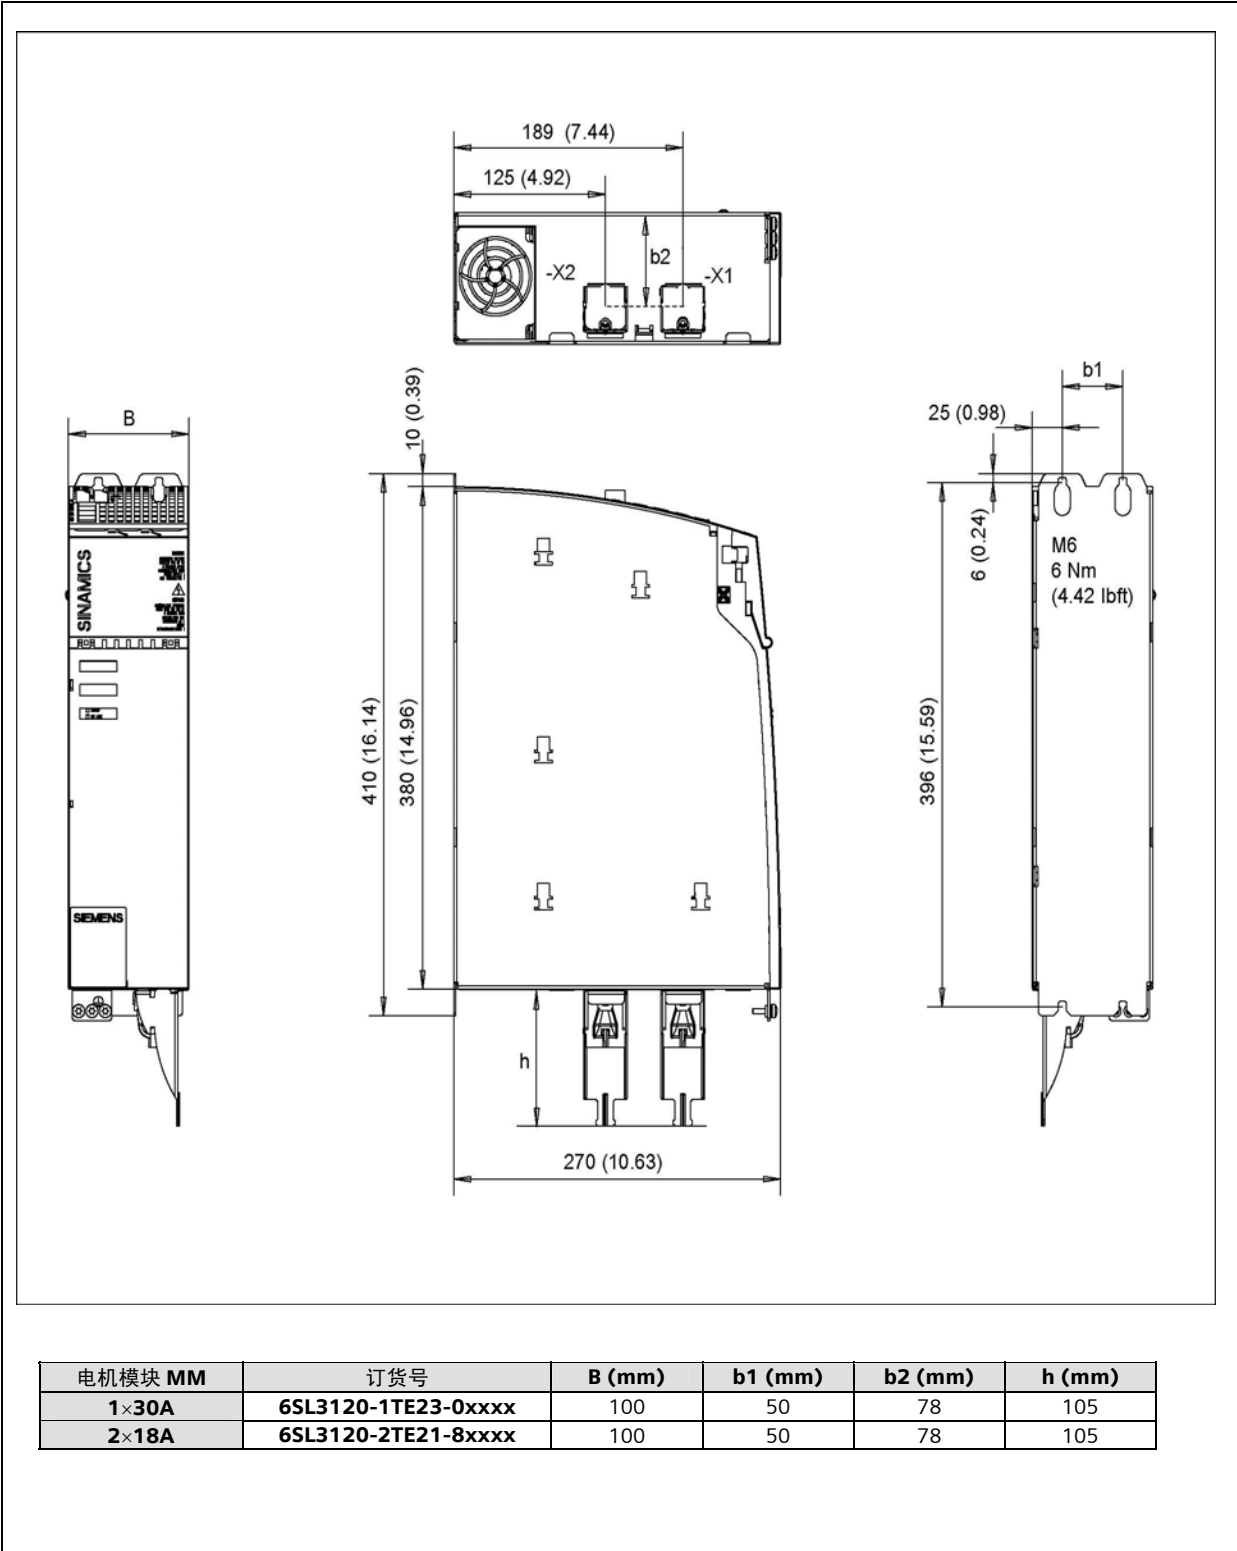 189 (7.44)
125 (4.92)
b2
-X2
-X1
10 (0.39)
b1
25 (0.98)
B
6 (0.24)
M6
6 Nm
(4.42 lbft)
SINAMICS
410 (16.14)
380 (14.96)
396 (15.59)
SIEMENS
h
270 (10.63)
电机模块 MM 订货号 B (mm) b1 (mm) b2 (mm) h (mm)
1×30A 6SL3120-1TE23-0xxxx 100 50 78 105
2×18A 6SL3120-2TE21-8xxxx 100 50 78 105